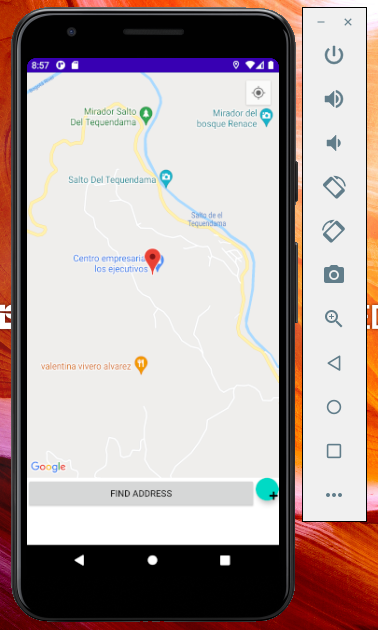 8:57
Mirador Salto
Del Tequendama
Mirador del
bosque Renace
Salto Del Tequendama
Salto de el
Tequendama
Centro empresaria
los ejecutivos
valentina vivero alvarez
Google
FIND ADDRESS